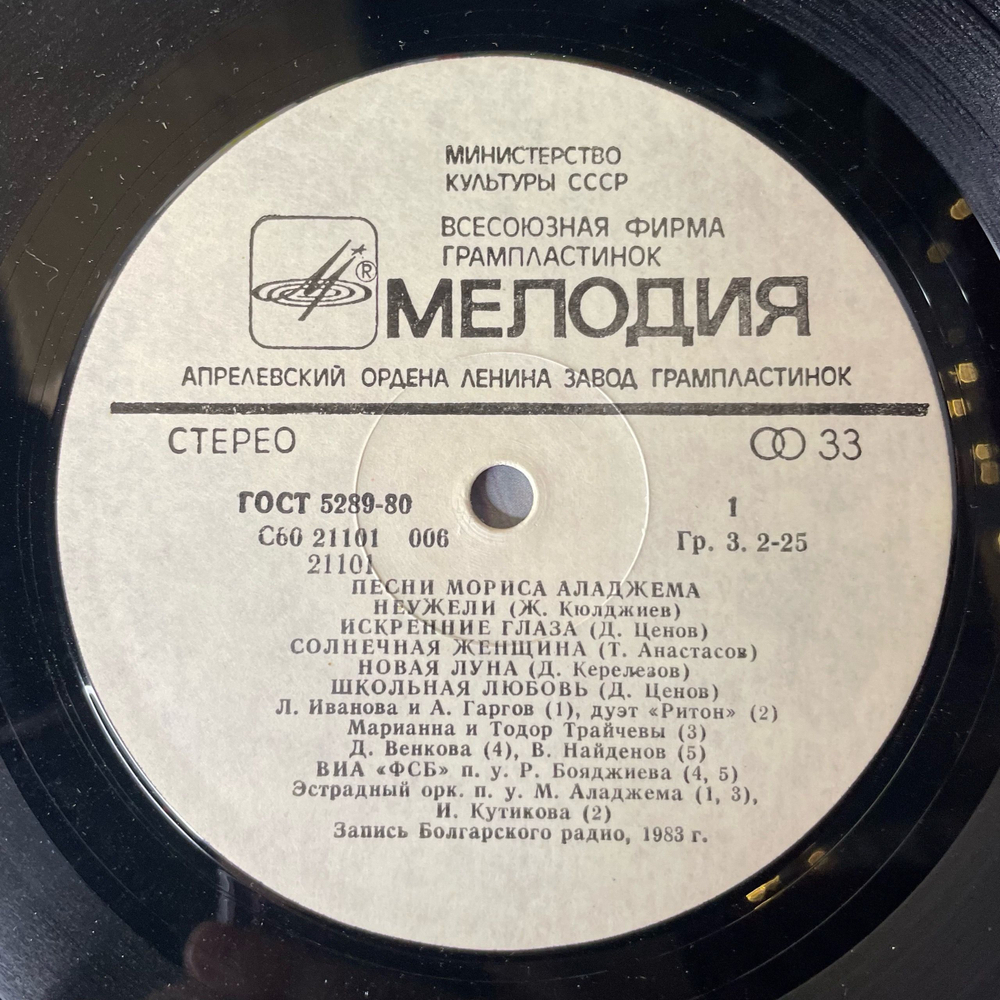 МИНИСТЕРСТВО
КУЛЬТУРЫ СССР
ВСЕСОЮЗНАЯ ФИРМА
ГРАМПЛАСТИНОК
®
МЕЛОДИЯ
АПРЕЛЕВСКИЙ ОРДЕНА ЛЕНИНА ЗАВОД ГРАМПЛАСТИНОК
СТЕРЕО 33
ГОСТ 5289-80 1
С60 21101 006 Гр. 3. 2-25
21101
ПЕСНИ МОРИСА АЛАДЖЕМА
НЕУЖЕЛИ (Ж. Кюлджиев)
ИСКРЕННИЕ ГЛАЗА (Д. Ценов)
СОЛНЕЧНАЯ ЖЕНЩИНА (Т. Анастасов)
НОВАЯ ЛУНА (Д. Керелезов)
ШКОЛЬНАЯ ЛЮБОВЬ (Д. Ценов)
Л. Иванова и А. Гаргов (1), дуэт «Ритон» (2)
Марианна и Тодор Трайчевы (3)
Д. Венкова (4), В. Найденов (5)
ВИА «ФСБ» п. у. Р. Бояджиева (4, 5)
Эстрадный орк. п. у. М. Аладжема (1, 3),
И. Кутикова (2)
Запись Болгарского радио, 1983 г.